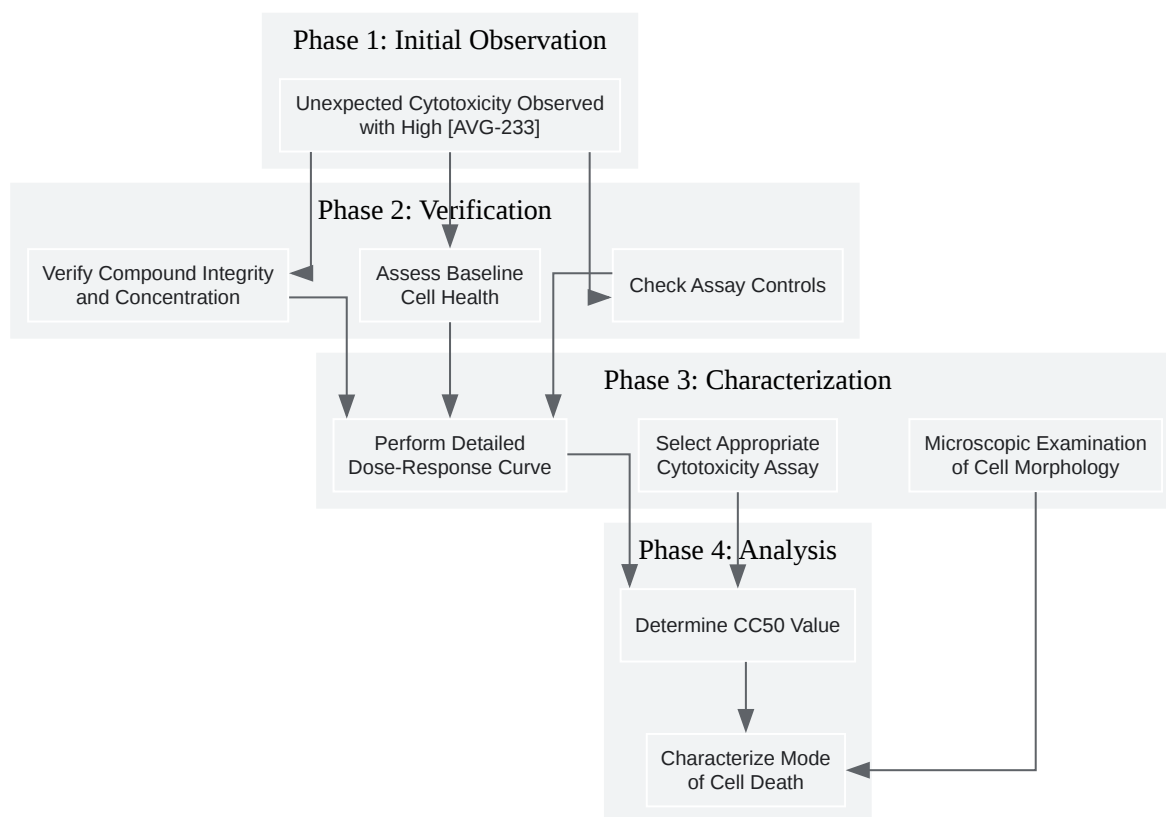 Phase 1: Initial Observation
Unexpected Cytotoxicity Observed
with High [AVG-233]
Phase 2: Verification
Verify Compound Integrity
and Concentration
Assess Baseline
Cell Health
Check Assay Controls
Phase 3: Characterization
Perform Detailed
Dose-Response Curve
Select Appropriate
Cytotoxicity Assay
Microscopic Examination
of Cell Morphology
Phase 4: Analysis
Determine CC50 Value
Characterize Mode
of Cell Death